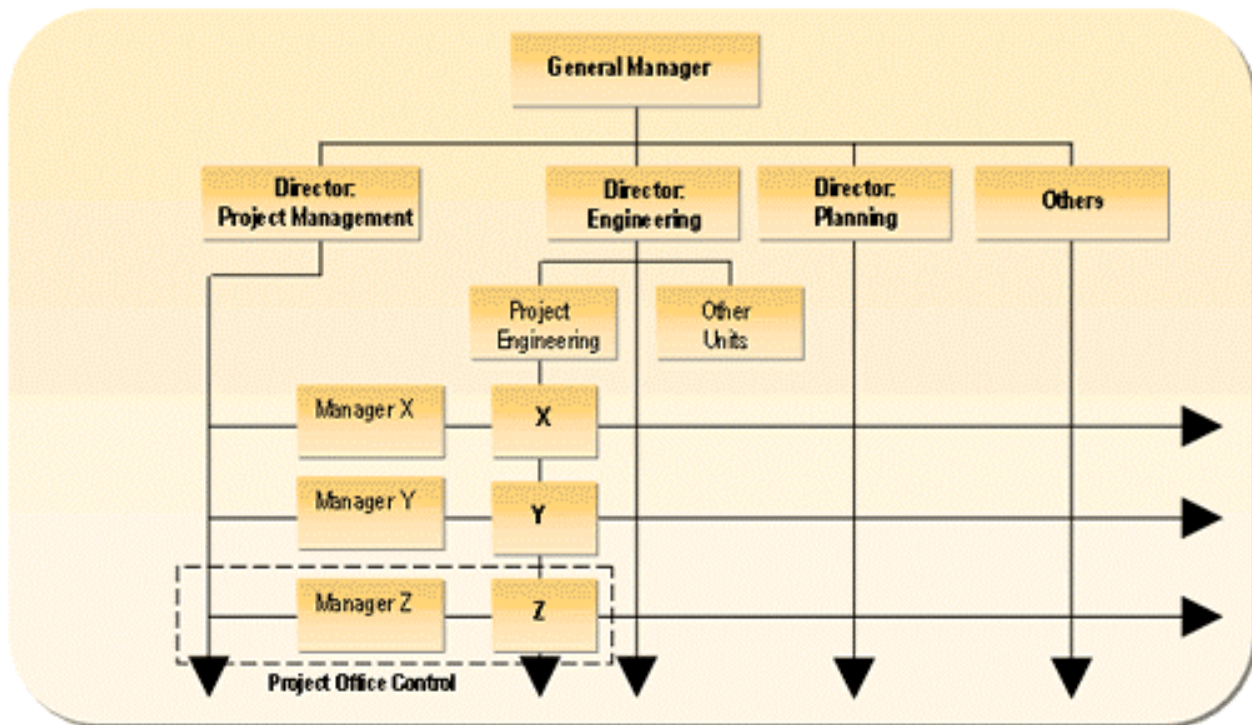 General Manager
Director:
Project Management
Director:
Engineering
Director:
Planning
Others
Project
Engineering
Other
Units
Manager X
X
Manager Y
Y
Manager Z
Z
Project Office Control